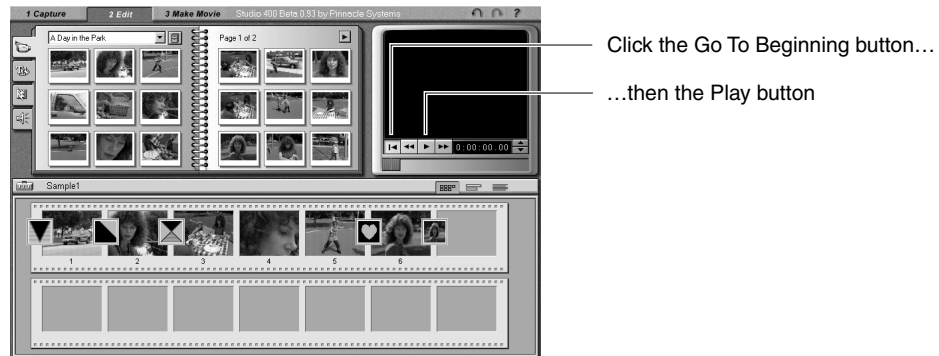 1 Capture 2 Edit 3 Make Movie Studio 400 Beta 0.93 by Pinnacle Systems ?
A Day in the Park Page 1 of 2
Click the Go To Beginning button…
…then the Play button
0:00:00.00
Sample1
1 2 3 4 5 6